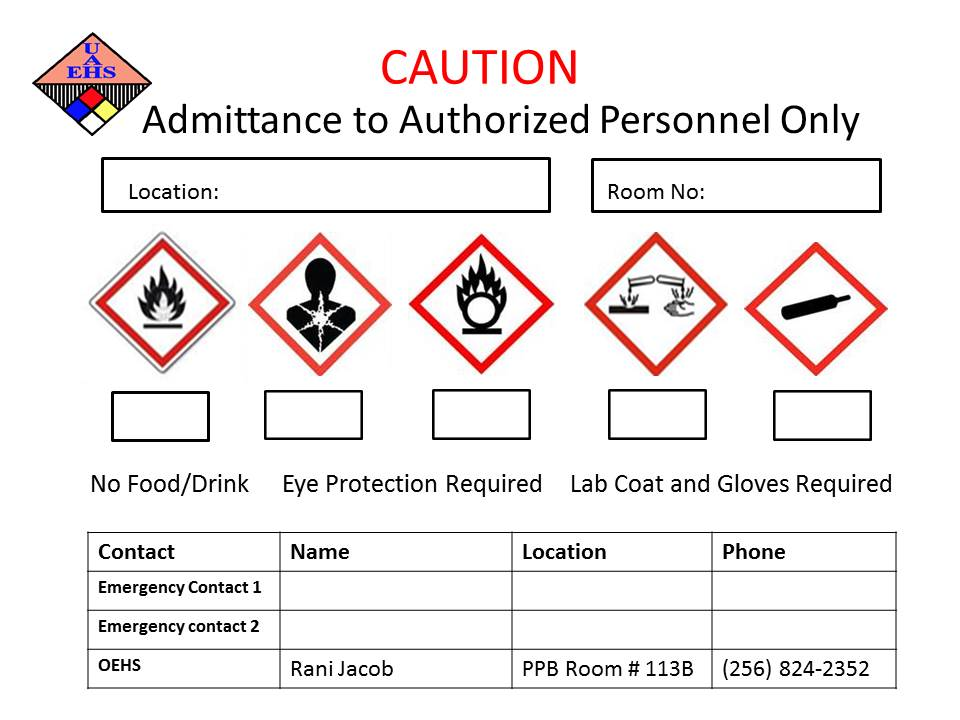 U
A
EHS
CAUTION
Admittance to Authorized Personnel Only
Location:
Room No:
No Food/Drink Eye Protection Required Lab Coat and Gloves Required
Contact Name Location Phone
Emergency Contact 1
Emergency contact 2
OEHS Rani Jacob PPB Room # 113B (256) 824-2352